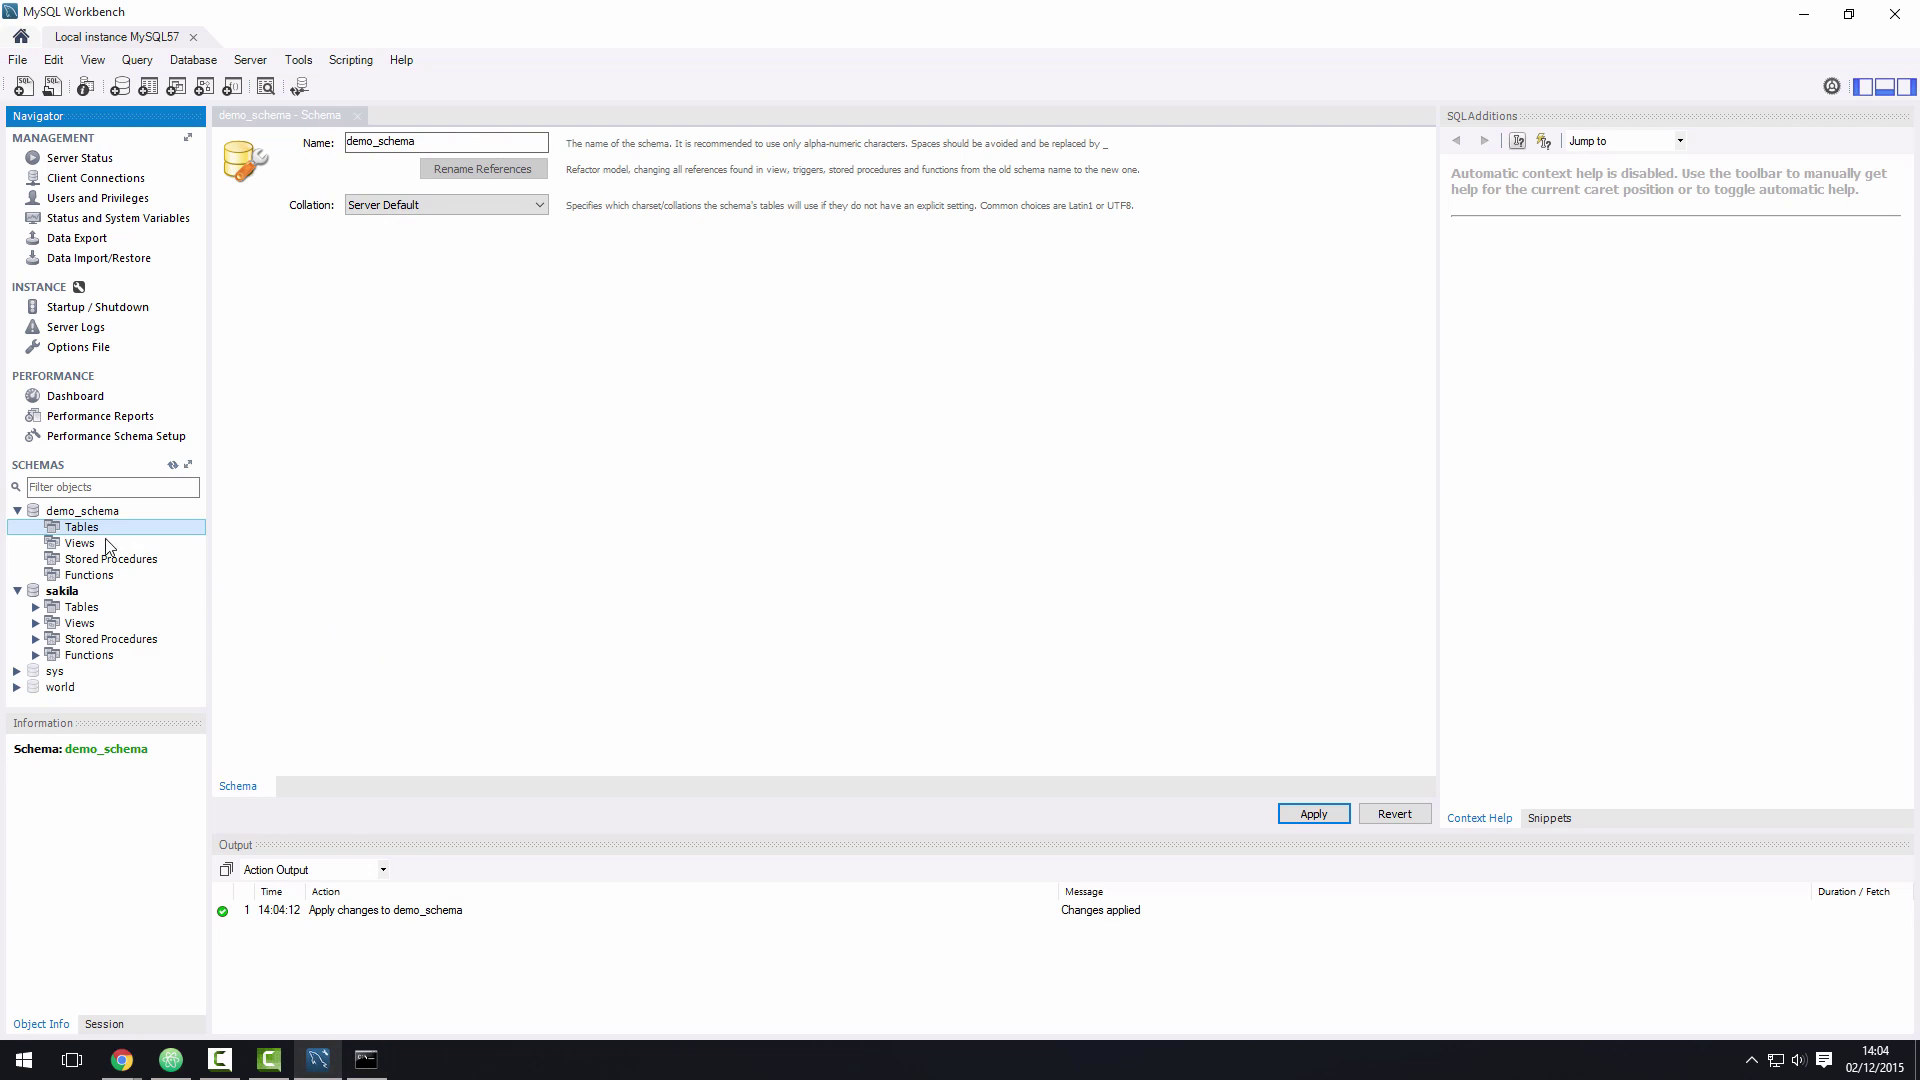 MySQL Workbench
Local instance MySQL57
File Edit View Query Database Server Tools Scripting Help
Navigator
MANAGEMENT
Server Status
Client Connections
Users and Privileges
Status and System Variables
Data Export
Data Import/Restore
INSTANCE
Startup / Shutdown
Server Logs
Options File
PERFORMANCE
Dashboard
Performance Reports
Performance Schema Setup
SCHEMAS
Filter objects
demo_schema
Tables
Views
Stored Procedures
Functions
sakila
Tables
Views
Stored Procedures
Functions
sys
world
Information
Schema: demo_schema
Object Info Session
demo_schema - Schema
Name: demo_schema The name of the schema. It is recommended to use only alpha-numeric characters. Spaces should be avoided and be replaced by _
Rename References Refactor model, changing all references found in view, triggers, stored procedures and functions from the old schema name to the new one.
Collation: Server Default Specifies which charset/collations the schema's tables will use if they do not have an explicit setting. Common choices are Latin1 or UTF8.
Schema
Apply Revert
SQLAdditions
Jump to
Automatic context help is disabled. Use the toolbar to manually get
help for the current caret position or to toggle automatic help.
Context Help Snippets
Output
Action Output
Time Action Message Duration / Fetch
1 14:04:12 Apply changes to demo_schema Changes applied
14:04
02/12/2015